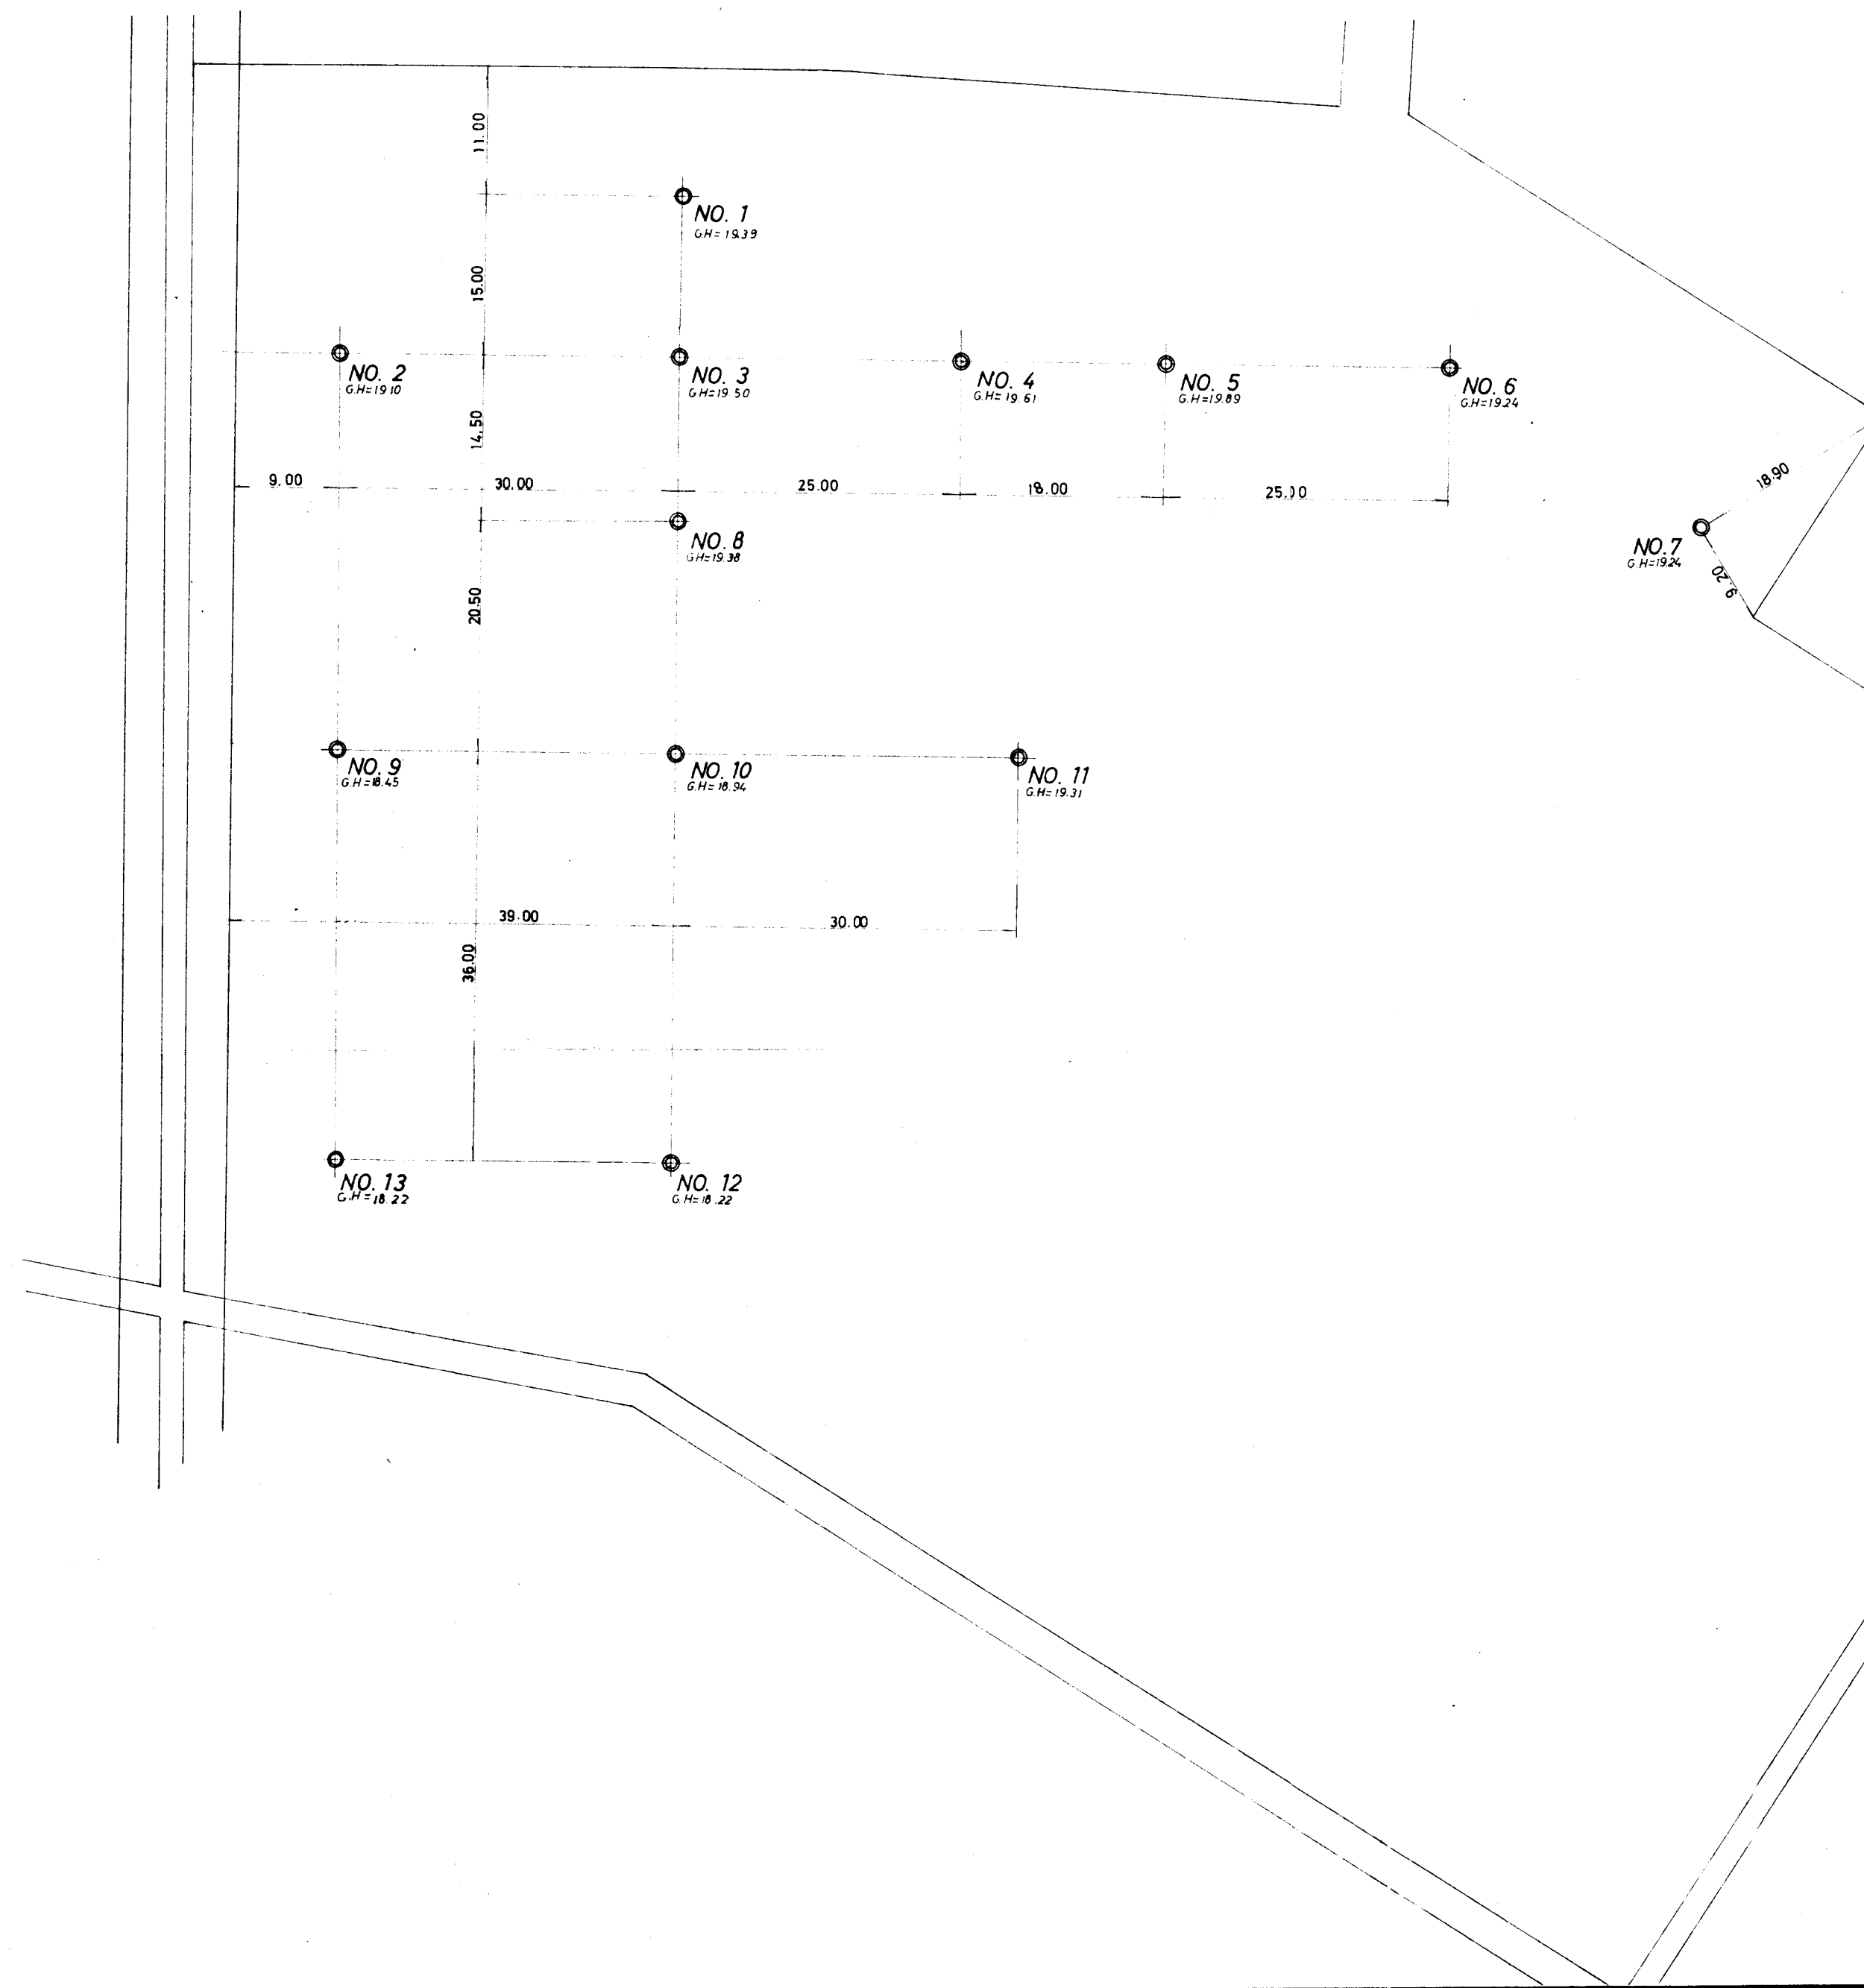 11.00
NO. 1
G.H= 19.39
15.00
NO. 2
G.H=19.10
NO. 3
G.H=19.50
NO. 4
G.H= 19.61
NO. 5
G.H=19.89
NO. 6
G.H=19.24
14.50
9.00
30.00
25.00
18.00
25.00
18.90
NO. 8
G.H=19.38
NO.7
G.H=19.24
9.20
20.50
NO. 9
G.H=18.45
NO. 10
G.H=18.94
NO. 11
G.H=19.31
39.00
30.00
36.00
NO. 13
G.H=18.22
NO. 12
G.H=18.22